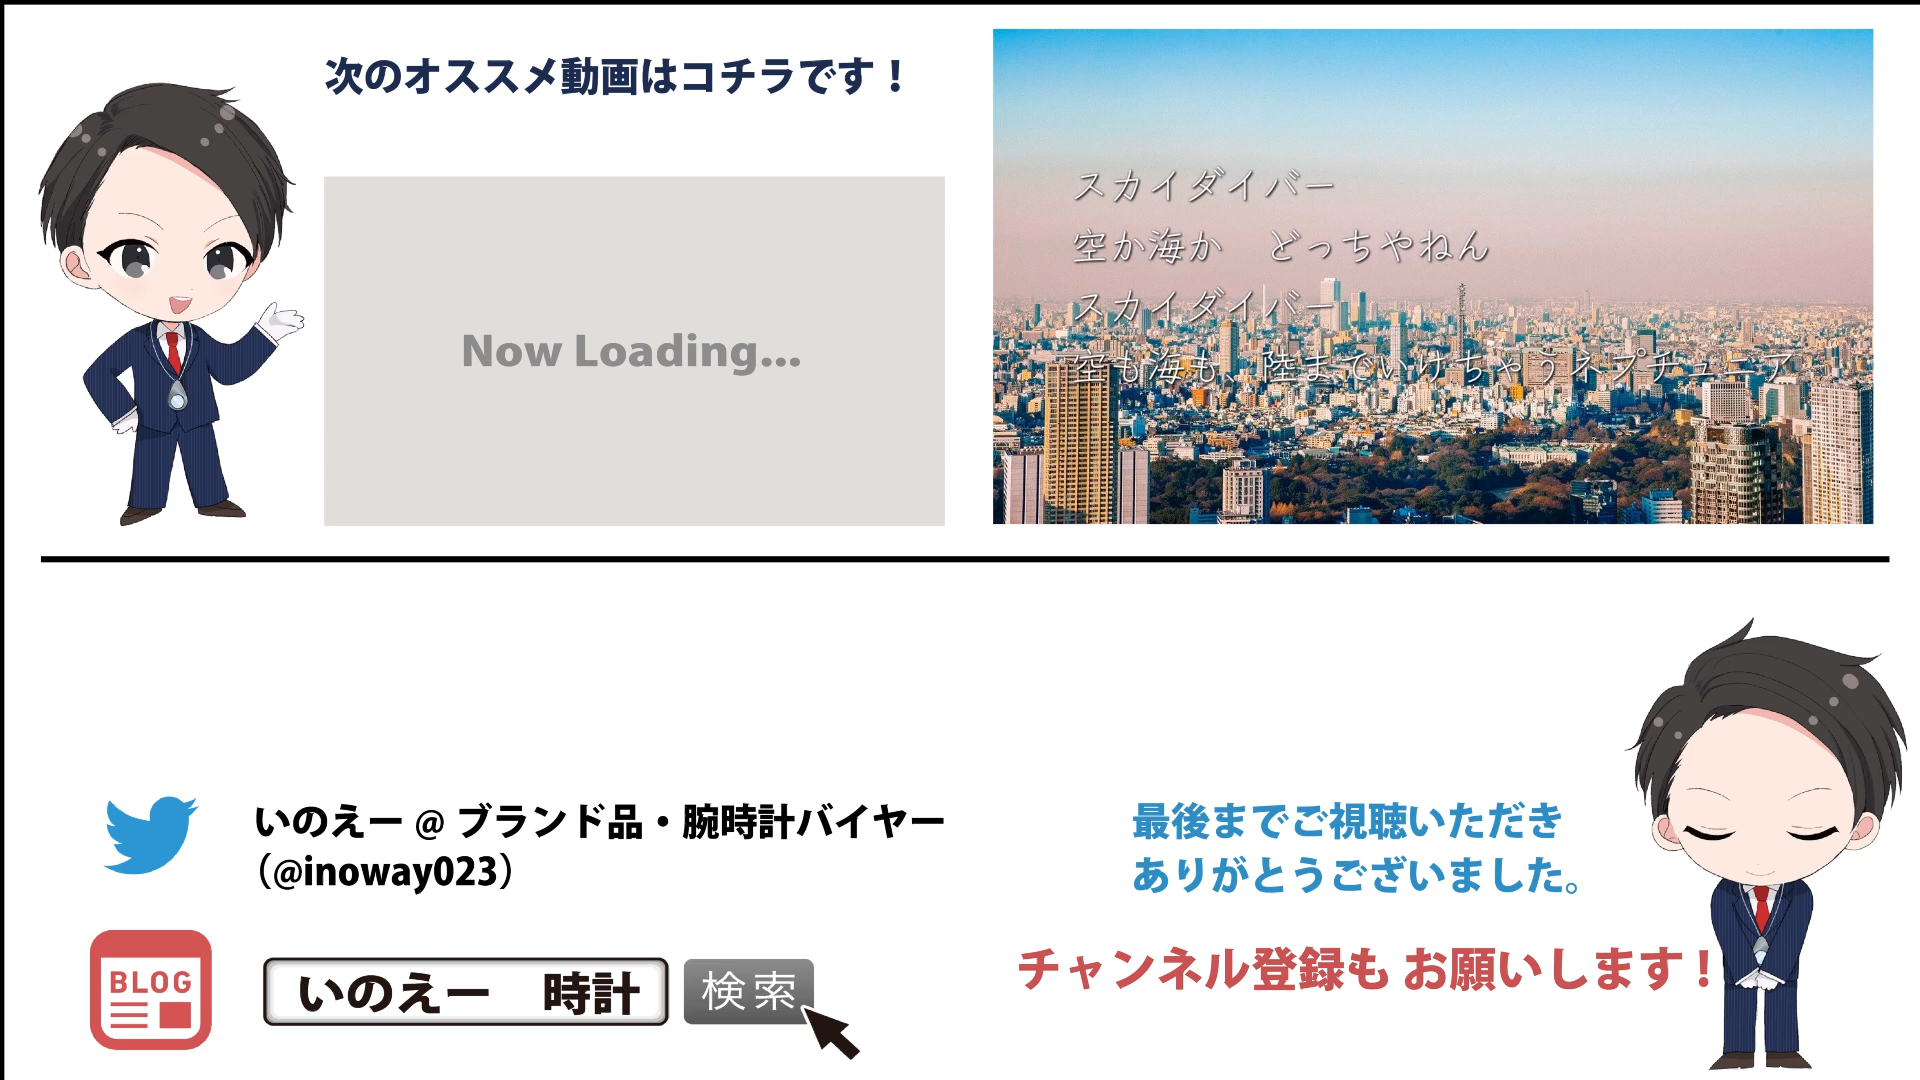 次のオススメ動画はコチラです！
Now Loading...
スカイダイバー
空か海か　どっちやねん
スカイダイバー
空も海も、陸までいけちゃうネプチューニア
いのえー @ ブランド品・腕時計バイヤー
（@inoway023）
BLOG
いのえー　時計
検索
最後までご視聴いただき
ありがとうございました。
チャンネル登録も お願いします！